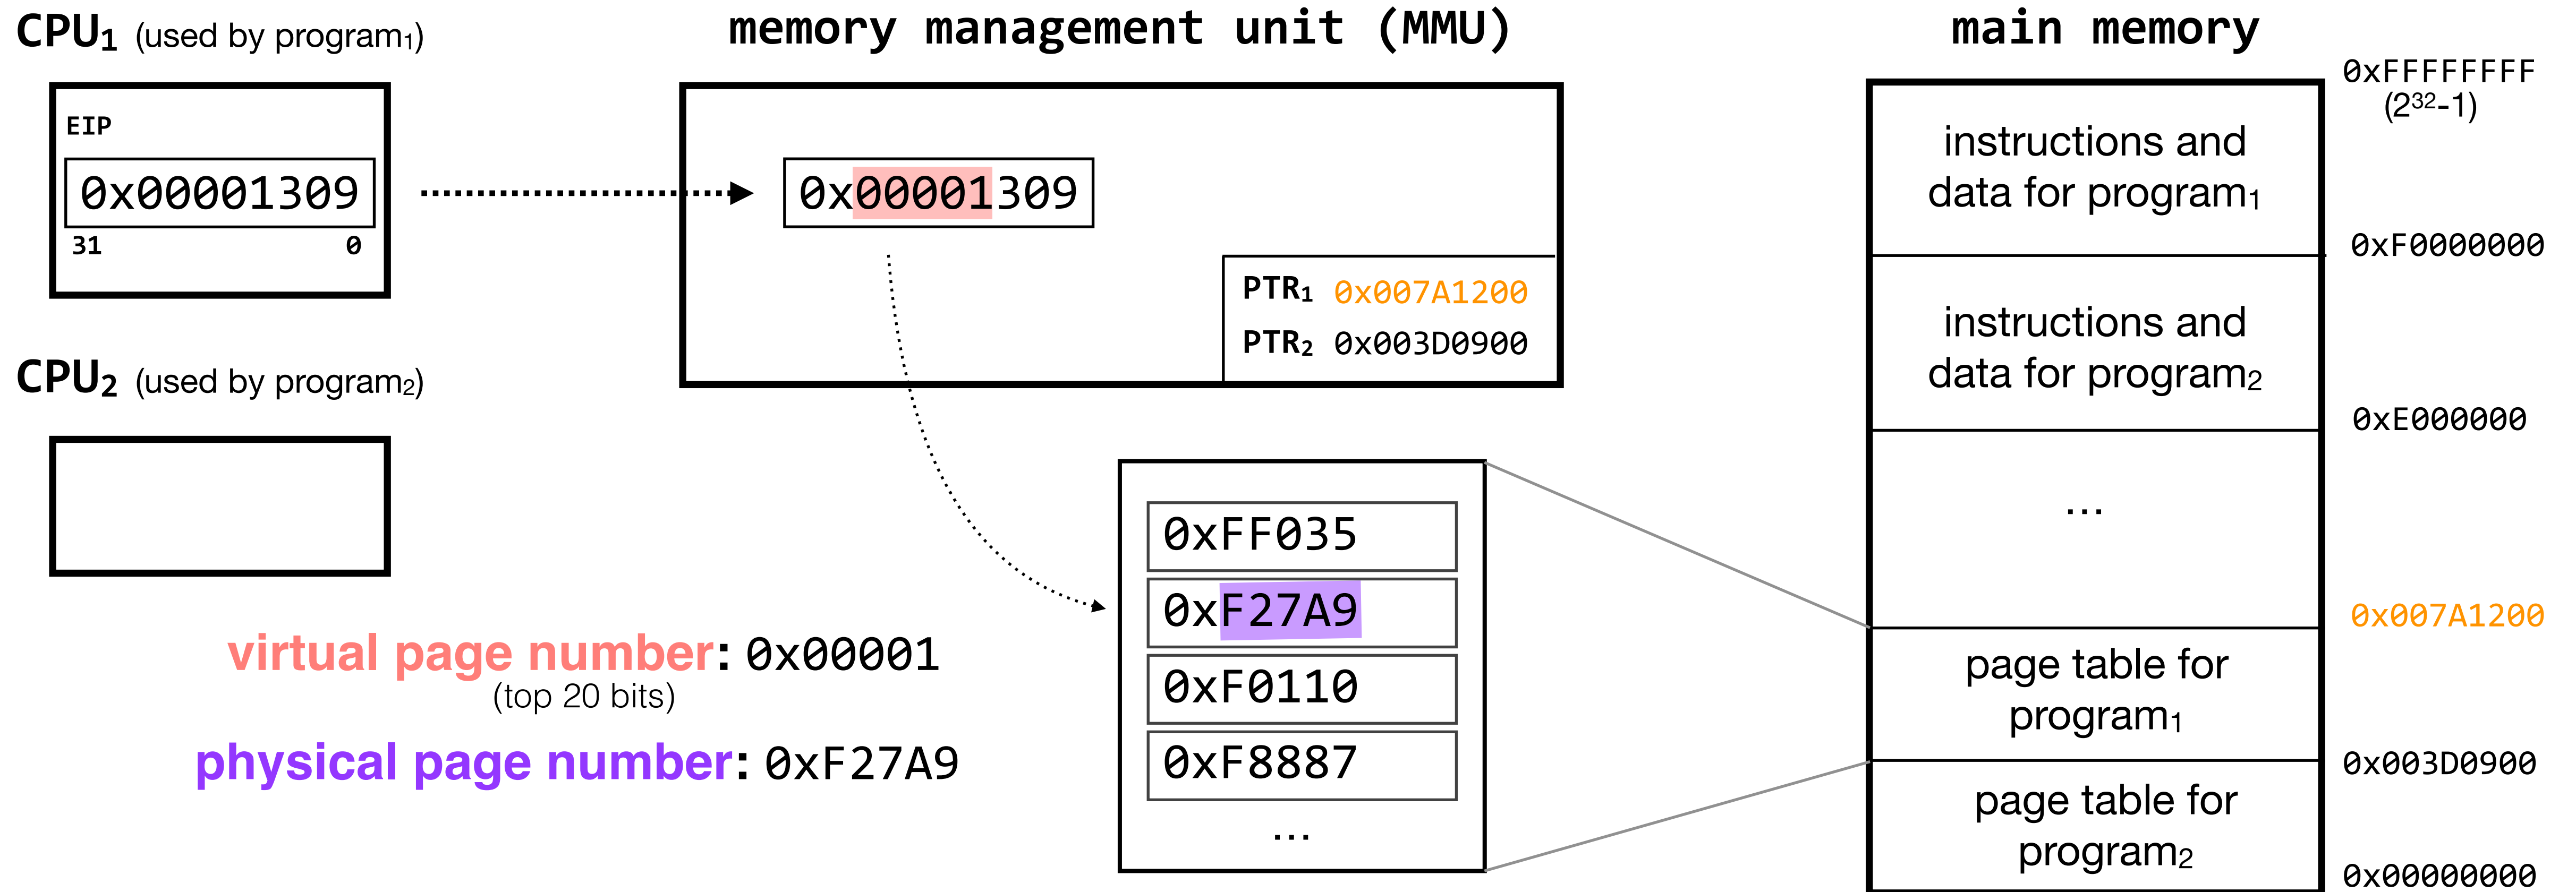 CPU₁ (used by program₁)
EIP
0x00001309
31 0
CPU₂ (used by program₂)
virtual page number: 0x00001
(top 20 bits)
physical page number: 0xF27A9
memory management unit (MMU)
0x00001309
PTR₁ 0x007A1200
PTR₂ 0x003D0900
0xFF035
0xF27A9
0xF0110
0xF8887
...
main memory
0xFFFFFFFF
(2³²-1)
instructions and
data for program₁
0xF0000000
instructions and
data for program₂
0xE000000
...
0x007A1200
page table for
program₁
0x003D0900
page table for
program₂
0x00000000